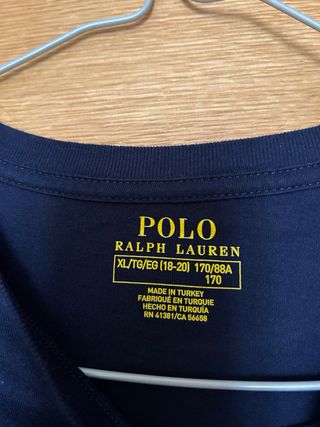 POLO
RALPH LAUREN
XL/TG/EG (18-20) 170/88A
170
MADE IN TURKEY
FABRIQUÉ EN TURQUIE
HECHO EN TURQUÍA
RN 41381/CA 56658